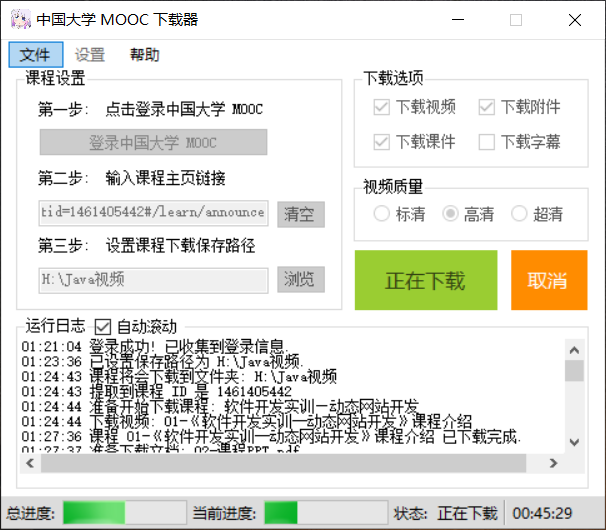 中国大学 MOOC 下载器
文件 设置 帮助
课程设置
第一步: 点击登录中国大学 MOOC
登录中国大学 MOOC
第二步: 输入课程主页链接
tid=1461405442#/learn/announce 清空
第三步: 设置课程下载保存路径
H:\Java视频 浏览
下载选项
下载视频 下载附件
下载课件 下载字幕
视频质量
标清 高清 超清
正在下载 取消
运行日志 自动滚动
01:21:04 登录成功! 已收集到登录信息.
01:23:36 已设置保存路径为 H:\Java视频.
01:24:43 课程将会下载到文件夹: H:\Java视频
01:24:43 提取到课程 ID 是 1461405442
01:24:44 准备开始下载课程: 软件开发实训—动态网站开发
01:24:44 下载视频: 01-《软件开发实训—动态网站开发》课程介绍
01:27:36 课程 01-《软件开发实训—动态网站开发》课程介绍 已下载完成.
01:27:37 准备下载文档: 02-课程PPT.pdf
总进度: 当前进度: 状态: 正在下载 00:45:29